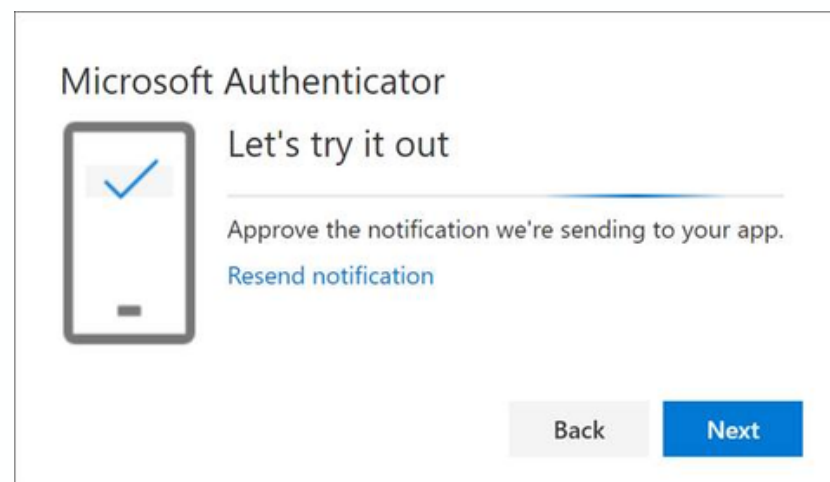 Microsoft Authenticator
Let's try it out
Approve the notification we're sending to your app.
Resend notification
Back
Next